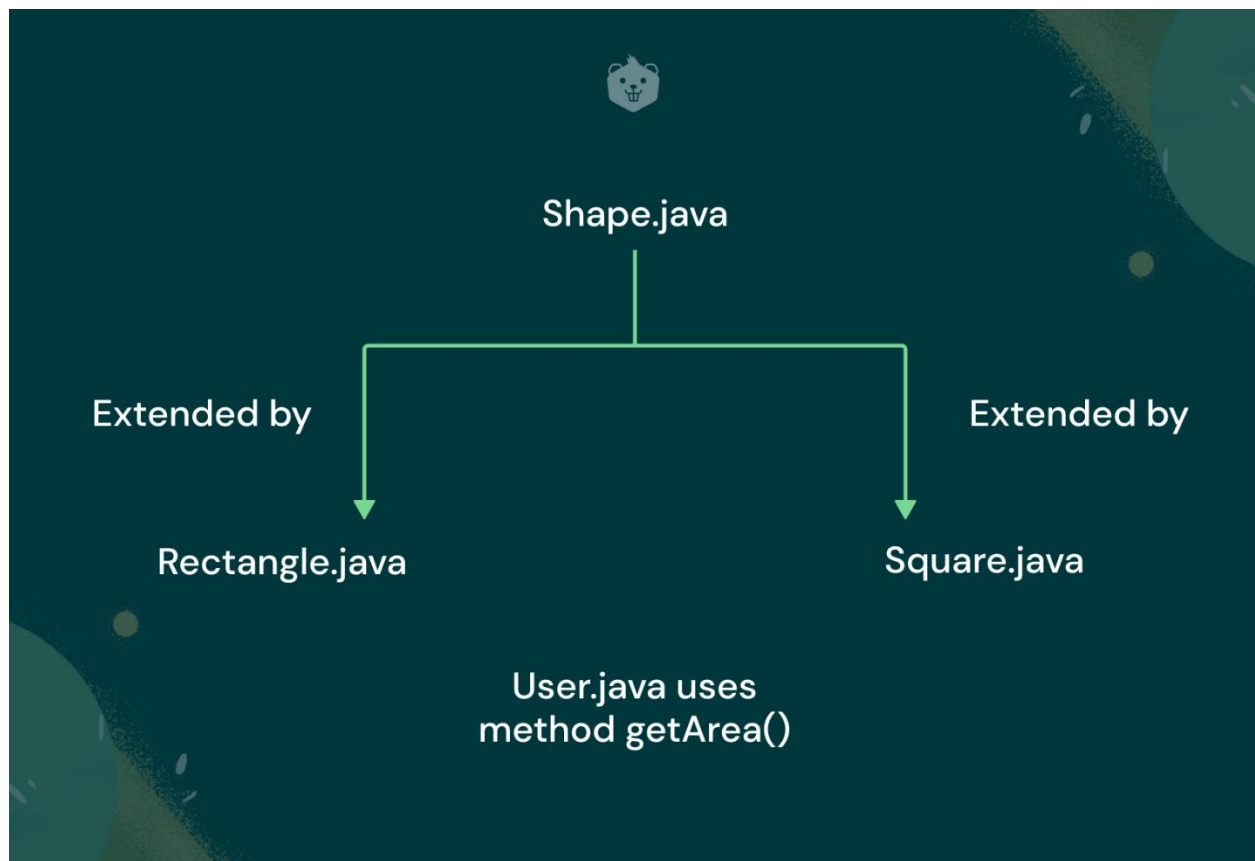 Shape.java
Extended by
Extended by
Rectangle.java
Square.java
User.java uses
method getArea()